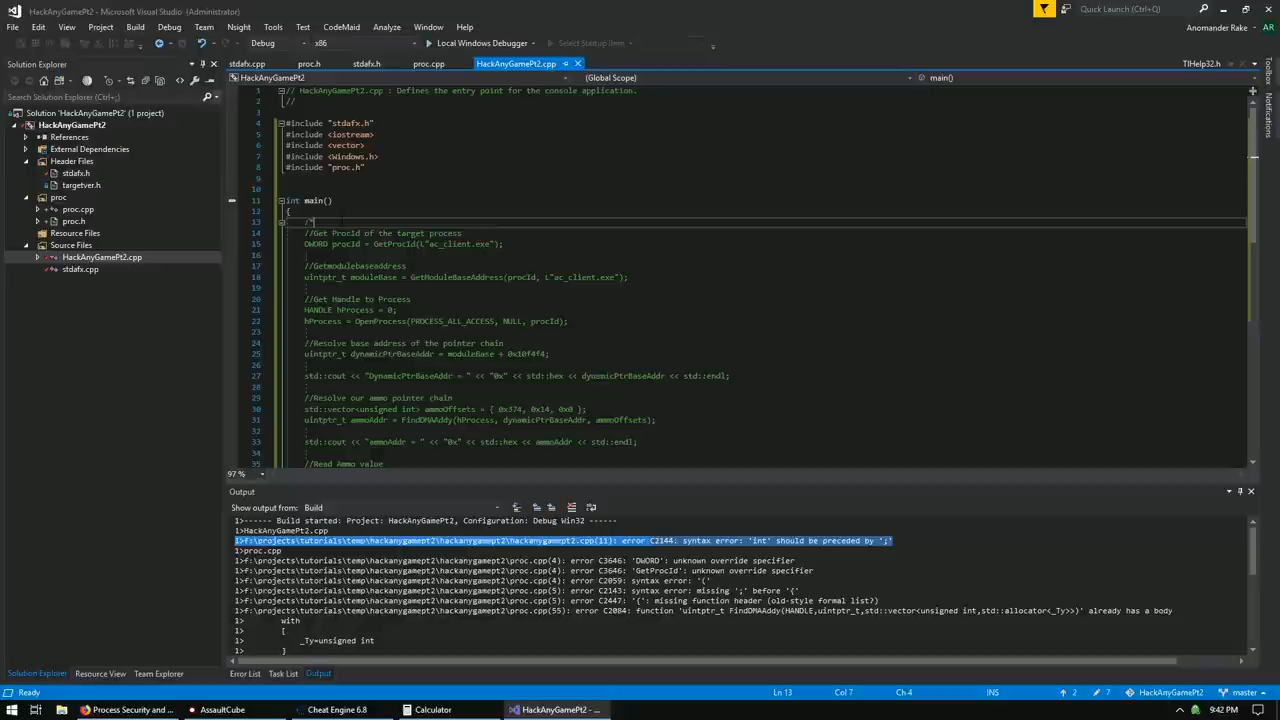 HackAnyGamePt2 - Microsoft Visual Studio (Administrator)
Quick Launch (Ctrl+Q)
File Edit View Project Build Debug Team Nsight Tools Test CodeMaid Analyze Window Help
Anomander Rake AR
Debug x86 Local Windows Debugger Select Startup Item
Solution Explorer
stdafx.cpp proc.h stdafx.h proc.cpp HackAnyGamePt2.cpp
TlHelp32.h
HackAnyGamePt2 (Global Scope) main()
Toolbox
Notifications
Search Solution Explorer (Ctrl+;)
Solution 'HackAnyGamePt2' (1 project)
HackAnyGamePt2
References
External Dependencies
Header Files
stdafx.h
targetver.h
proc
proc.cpp
proc.h
Resource Files
Source Files
HackAnyGamePt2.cpp
stdafx.cpp
1 // HackAnyGamePt2.cpp : Defines the entry point for the console application.
2 //
3
4 #include "stdafx.h"
5 #include <iostream>
6 #include <vector>
7 #include <Windows.h>
8 #include "proc.h"
9
10
11 int main()
12 {
13 /*
14 //Get ProcId of the target process
15 DWORD procId = GetProcId(L"ac_client.exe");
16
17 //Getmodulebaseaddress
18 uintptr_t moduleBase = GetModuleBaseAddress(procId, L"ac_client.exe");
19
20 //Get Handle to Process
21 HANDLE hProcess = 0;
22 hProcess = OpenProcess(PROCESS_ALL_ACCESS, NULL, procId);
23
24 //Resolve base address of the pointer chain
25 uintptr_t dynamicPtrBaseAddr = moduleBase + 0x10f4f4;
26
27 std::cout << "DynamicPtrBaseAddr = " << "0x" << std::hex << dynamicPtrBaseAddr << std::endl;
28
29 //Resolve our ammo pointer chain
30 std::vector<unsigned int> ammoOffsets = { 0x374, 0x14, 0x0 };
31 uintptr_t ammoAddr = FindDMAAddy(hProcess, dynamicPtrBaseAddr, ammoOffsets);
32
33 std::cout << "ammoAddr = " << "0x" << std::hex << ammoAddr << std::endl;
34
35 //Read Ammo value
97 %
Output
Show output from: Build
1>------ Build started: Project: HackAnyGamePt2, Configuration: Debug Win32 ------
1>HackAnyGamePt2.cpp
1>f:\projects\tutorials\temp\hackanygamept2\hackanygamept2\hackanygamept2.cpp(11): error C2144: syntax error: 'int' should be preceded by ';'
1>proc.cpp
1>f:\projects\tutorials\temp\hackanygamept2\hackanygamept2\proc.cpp(4): error C3646: 'DWORD': unknown override specifier
1>f:\projects\tutorials\temp\hackanygamept2\hackanygamept2\proc.cpp(4): error C3646: 'GetProcId': unknown override specifier
1>f:\projects\tutorials\temp\hackanygamept2\hackanygamept2\proc.cpp(4): error C2059: syntax error: '('
1>f:\projects\tutorials\temp\hackanygamept2\hackanygamept2\proc.cpp(5): error C2143: syntax error: missing ';' before '{'
1>f:\projects\tutorials\temp\hackanygamept2\hackanygamept2\proc.cpp(5): error C2447: '{': missing function header (old-style formal list?)
1>f:\projects\tutorials\temp\hackanygamept2\hackanygamept2\proc.cpp(55): error C2084: function 'uintptr_t FindDMAAddy(HANDLE,uintptr_t,std::vector<unsigned int,std::allocator<_Ty>>)' already has a body
1> with
1> [
1> _Ty=unsigned int
1> ]
Solution Explorer Resource View Team Explorer
Error List Task List Output
Ready Ln 13 Col 7 Ch 4 INS 2 7 HackAnyGamePt2 master
Process Security and ... AssaultCube Cheat Engine 6.8 Calculator HackAnyGamePt2 - ... 9:42 PM